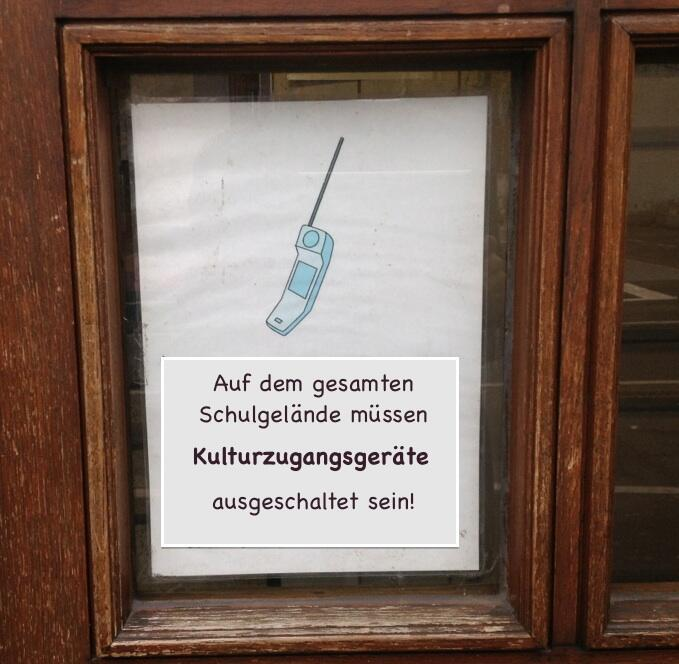 Auf dem gesamten
Schulgelände müssen
Kulturzugangsgeräte
ausgeschaltet sein!